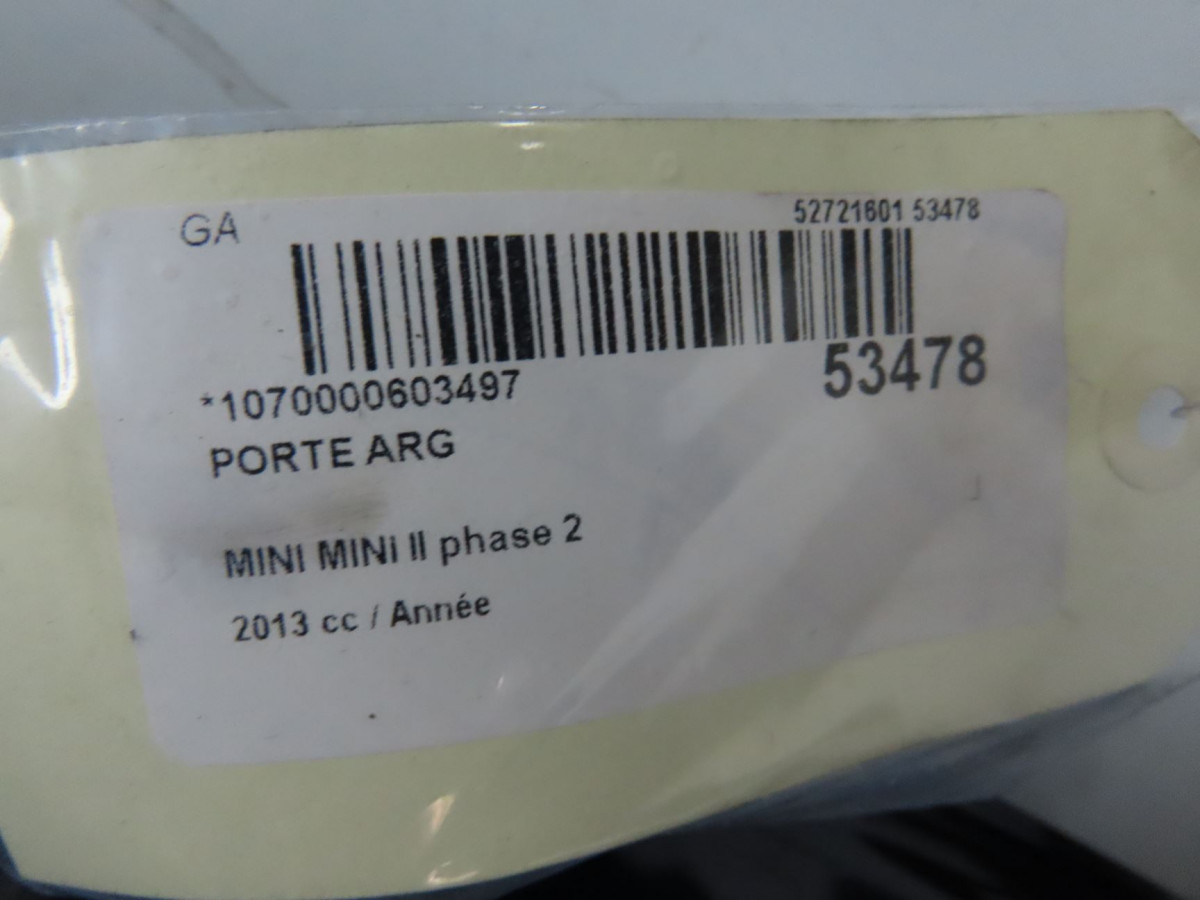 GA
52721601 53478
*1070000603497
53478
PORTE ARG
MINI MINi II phase 2
2013 cc / Année